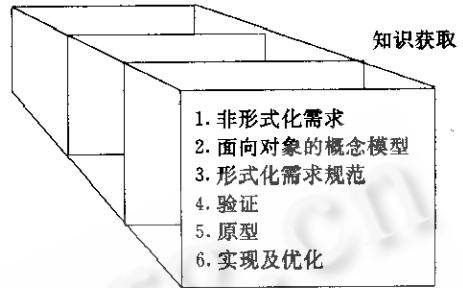 知识获取
1. 非形式化需求
2. 面向对象的概念模型
3. 形式化需求规范
4. 验证
5. 原型
6. 实现及优化